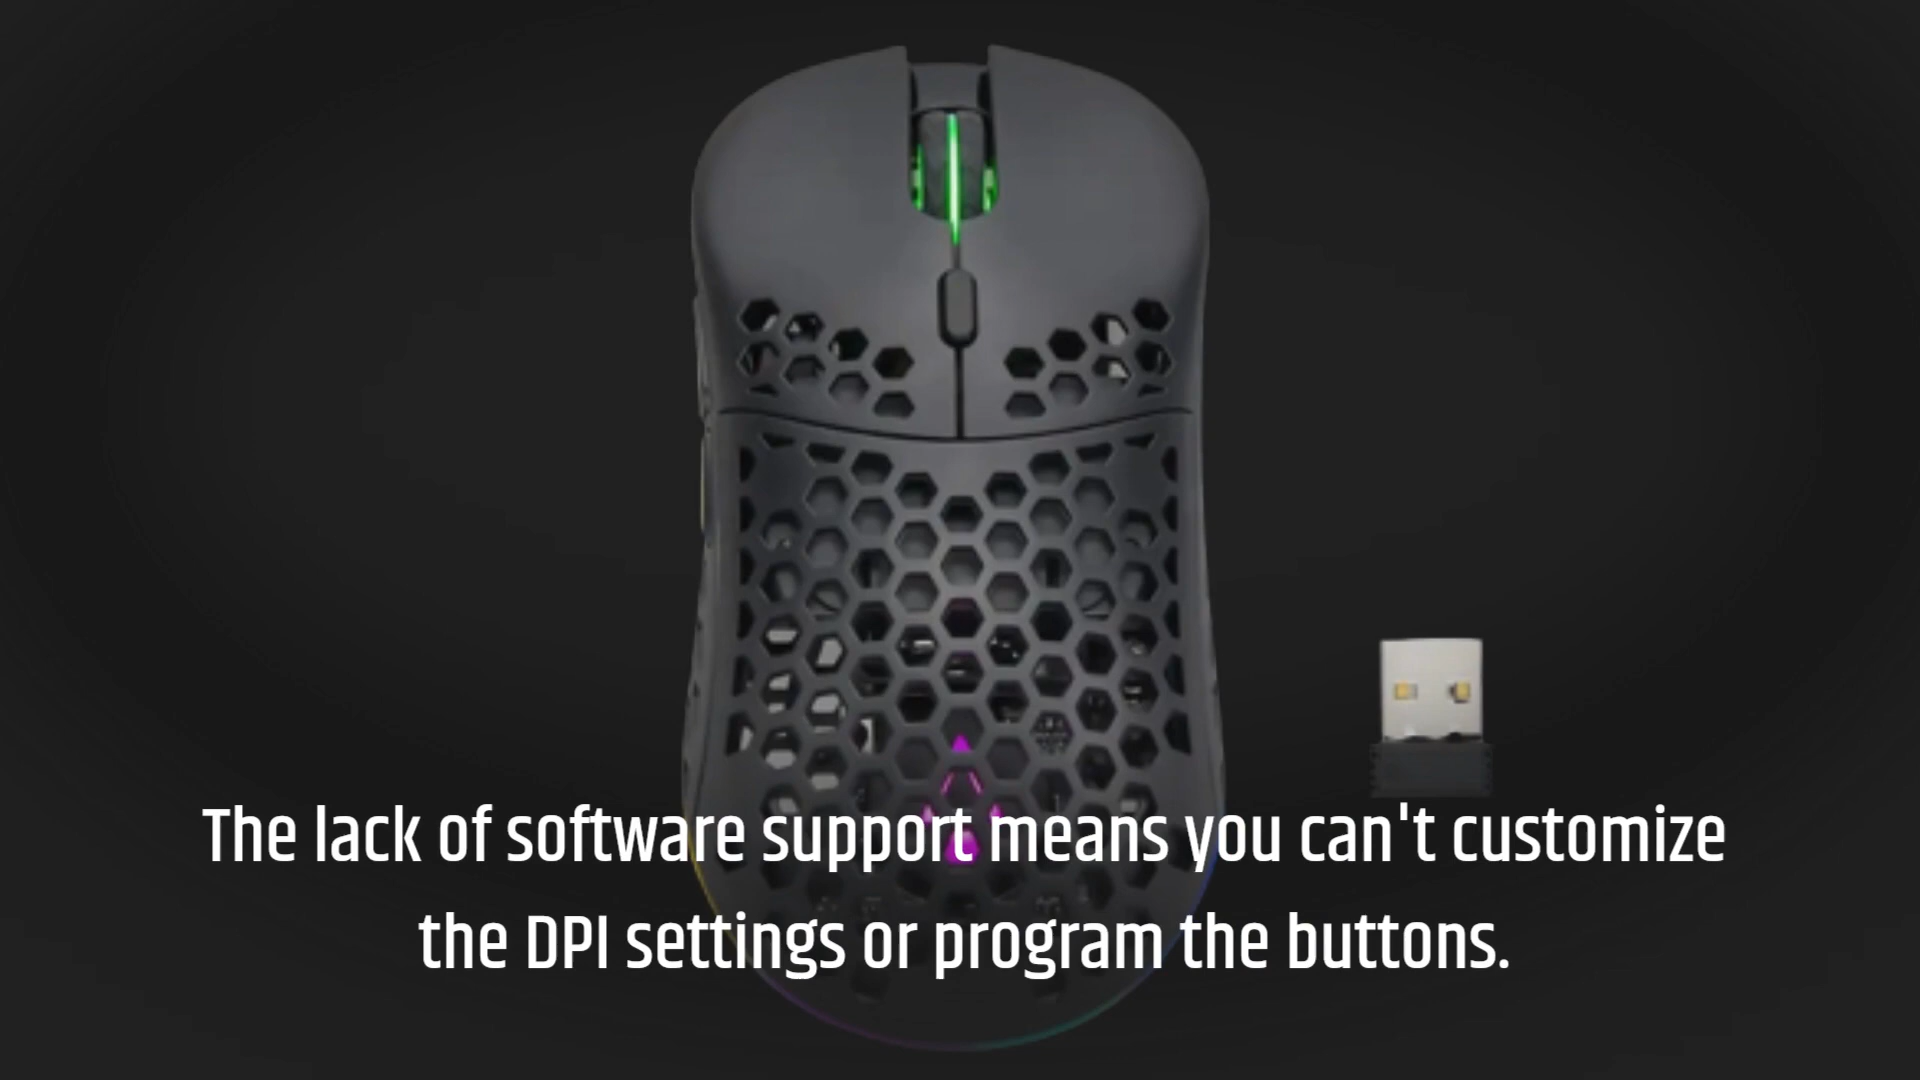 The lack of software support means you can't customize
the DPI settings or program the buttons.